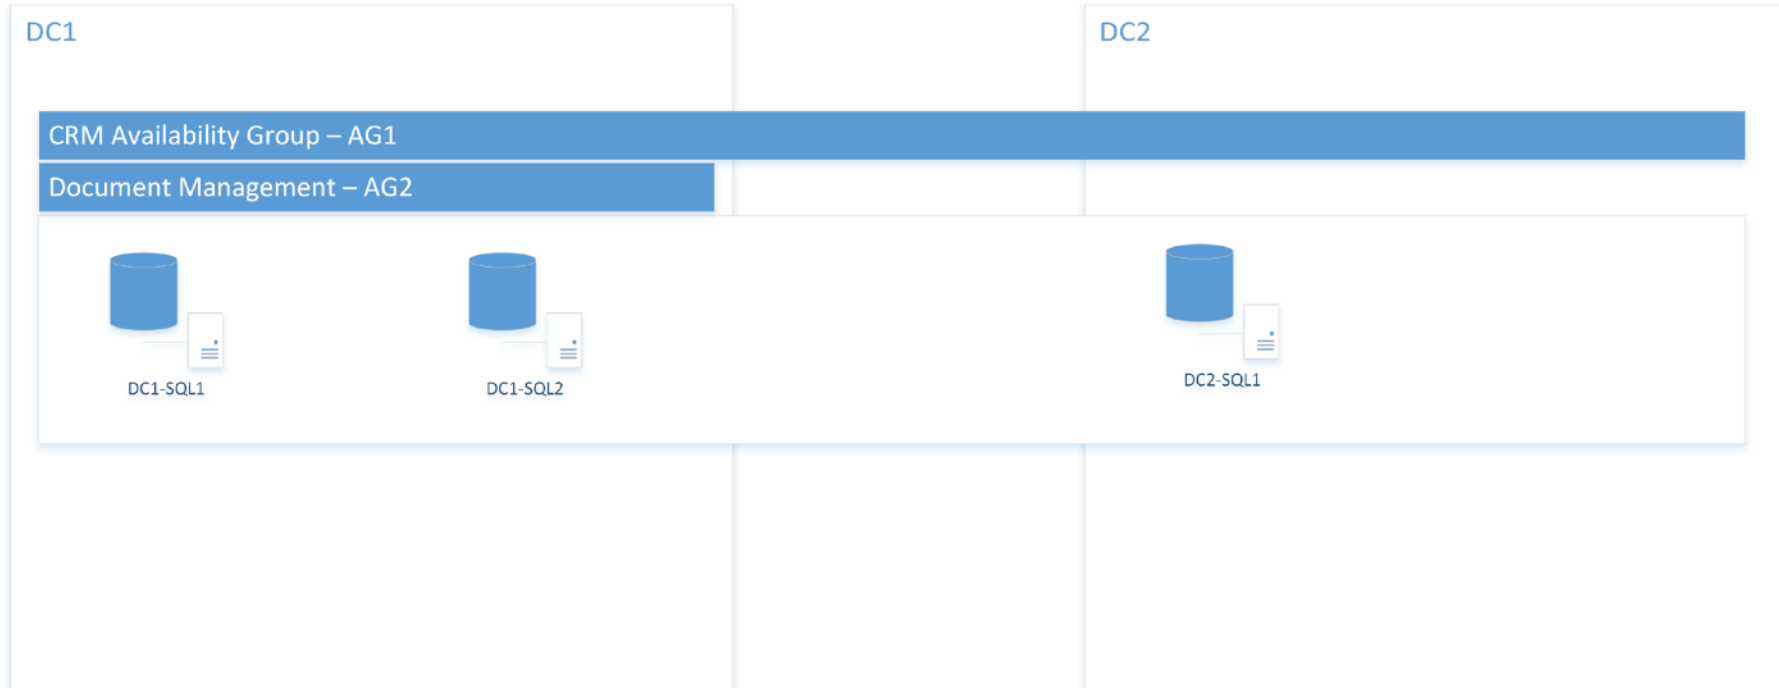 DC1
DC2
CRM Availability Group – AG1
Document Management – AG2
DC1-SQL1
DC1-SQL2
DC2-SQL1